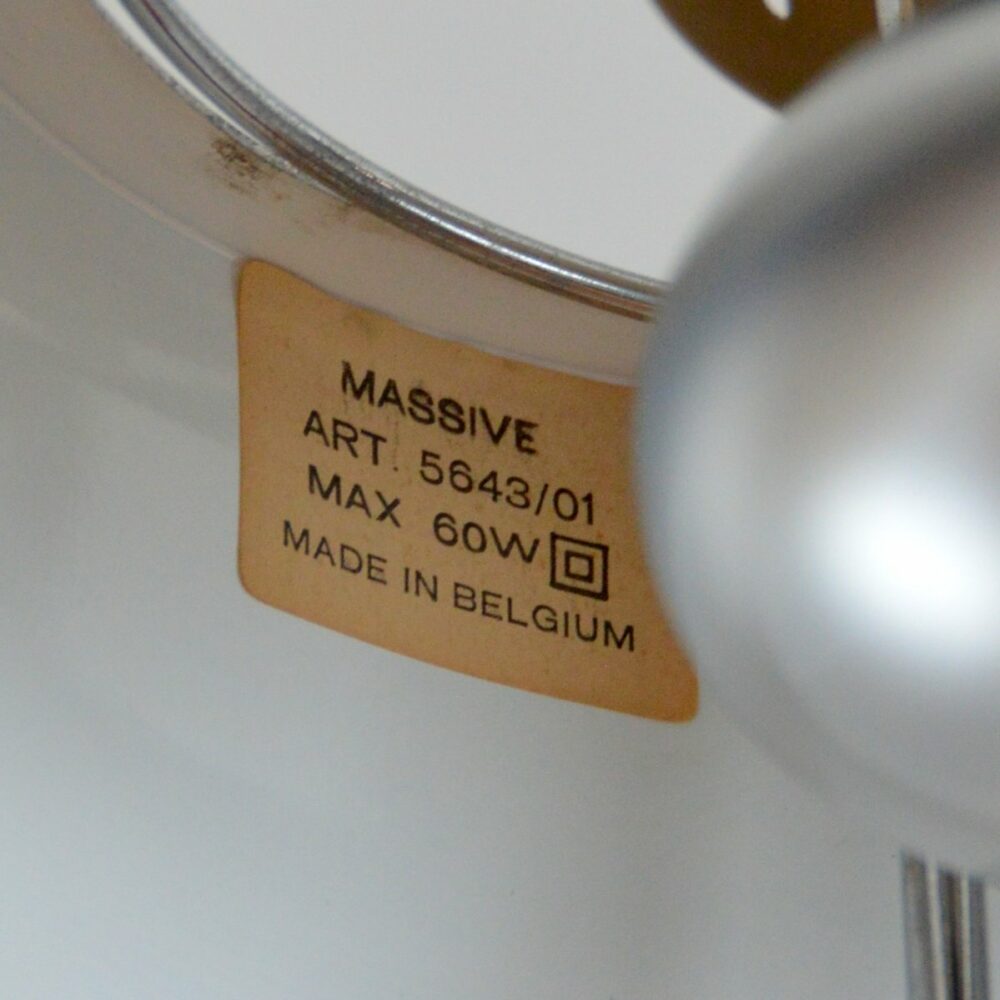 MASSIVE
ART. 5643/01
MAX 60W
MADE IN BELGIUM